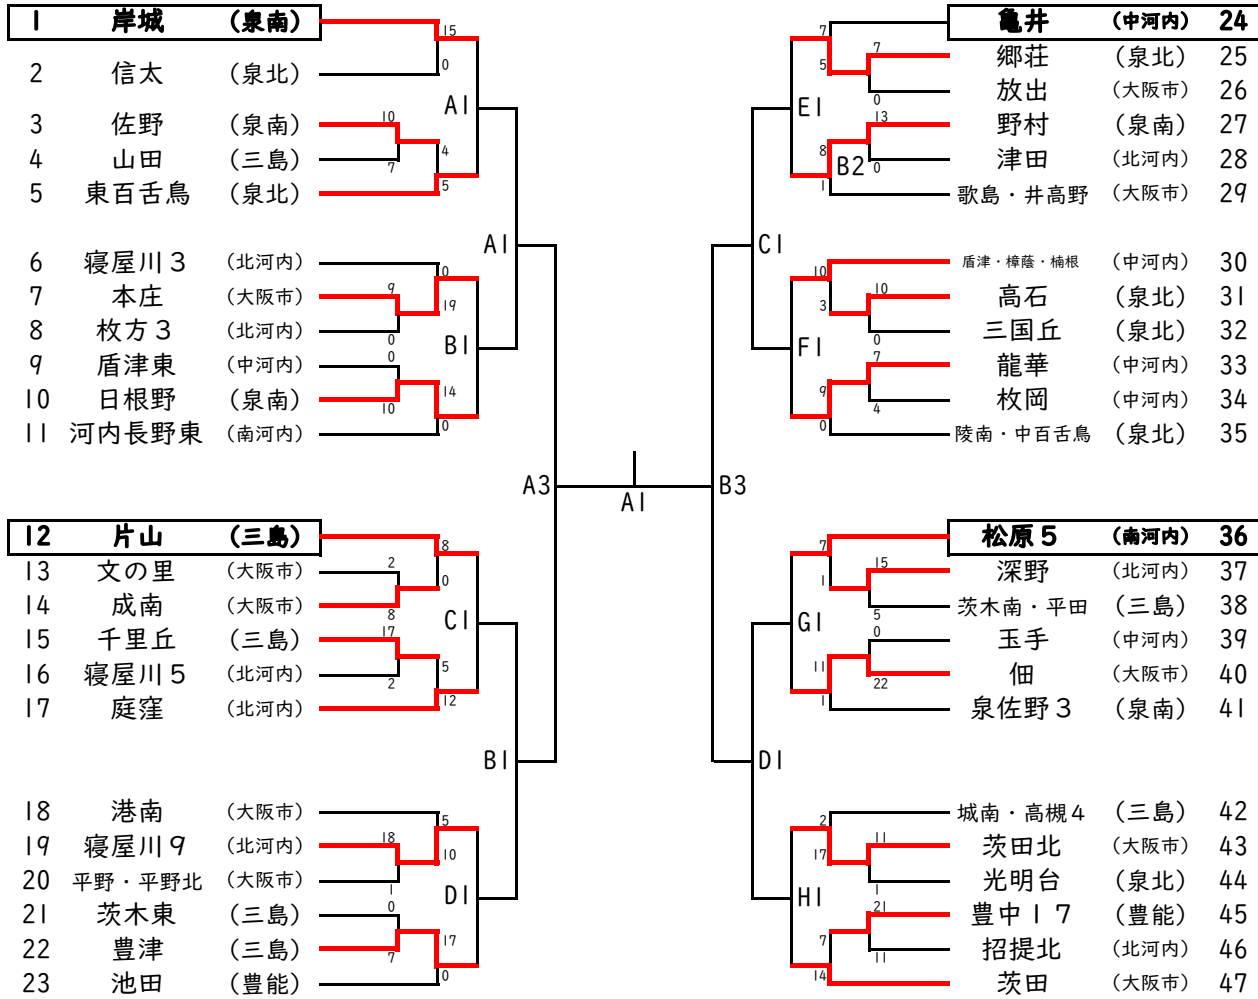 1 岸城 (泉南)
2 信太 (泉北)
3 佐野 (泉南)
4 山田 (三島)
5 東百舌鳥 (泉北)
6 寝屋川3 (北河内)
7 本庄 (大阪市)
8 枚方3 (北河内)
9 盾津東 (中河内)
10 日根野 (泉南)
11 河内長野東 (南河内)
12 片山 (三島)
13 文の里 (大阪市)
14 成南 (大阪市)
15 千里丘 (三島)
16 寝屋川5 (北河内)
17 庭窪 (北河内)
18 港南 (大阪市)
19 寝屋川9 (北河内)
20 平野・平野北 (大阪市)
21 茨木東 (三島)
22 豊津 (三島)
23 池田 (豊能)
15
0
A1
10
7
4
5
A1
0
9
0
19
B1
0
10
14
0
A3
8
2
8
0
C1
17
2
5
12
B1
5
18
1
10
D1
0
7
17
0
A1
7
7
0
5
E1
13
0
8
B2
1
C1
10
10
0
3
F1
7
4
9
0
B3
7
15
5
1
G1
0
22
11
1
D1
2
11
1
17
H1
21
11
7
14
亀井 (中河内) 24
郷荘 (泉北) 25
放出 (大阪市) 26
野村 (泉南) 27
津田 (北河内) 28
歌島・井高野 (大阪市) 29
盾津・樟蔭・楠根 (中河内) 30
高石 (泉北) 31
三国丘 (泉北) 32
龍華 (中河内) 33
枚岡 (中河内) 34
陵南・中百舌鳥 (泉北) 35
松原5 (南河内) 36
深野 (北河内) 37
茨木南・平田 (三島) 38
玉手 (中河内) 39
佃 (大阪市) 40
泉佐野3 (泉南) 41
城南・高槻4 (三島) 42
茨田北 (大阪市) 43
光明台 (泉北) 44
豊中17 (豊能) 45
招提北 (北河内) 46
茨田 (大阪市) 47